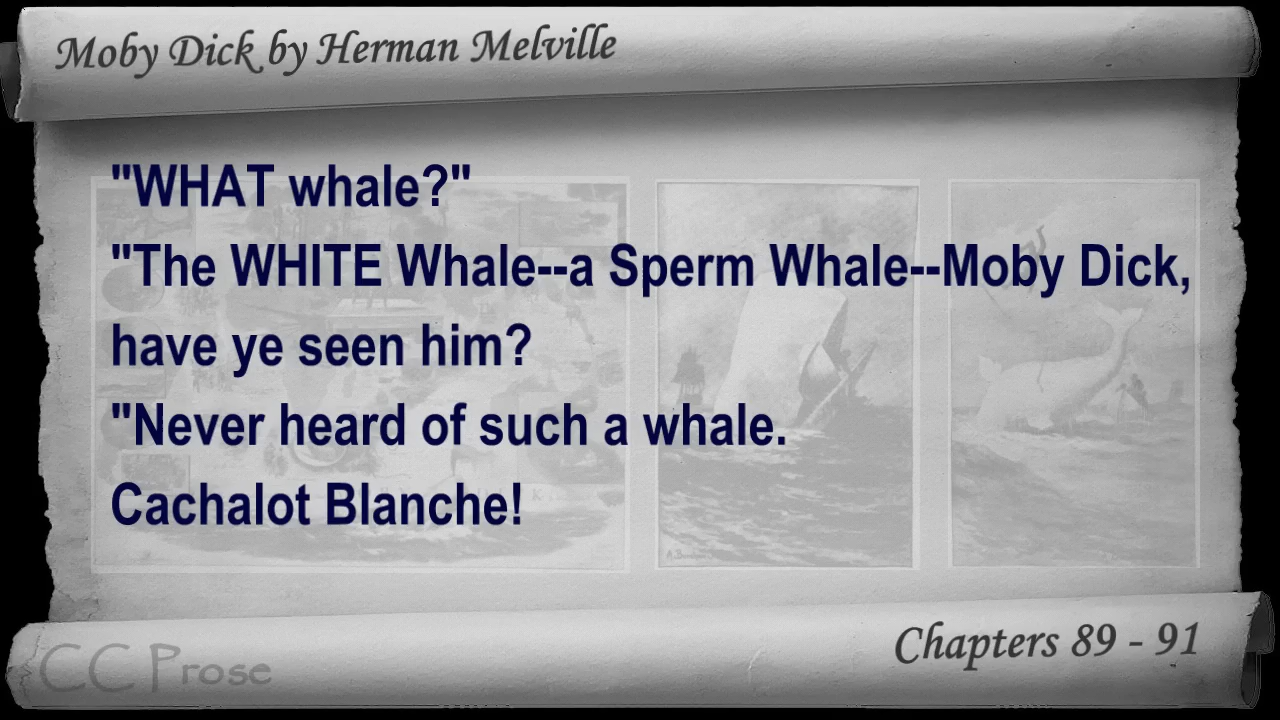 Moby Dick by Herman Melville
"WHAT whale?"
"The WHITE Whale--a Sperm Whale--Moby Dick,
have ye seen him?
"Never heard of such a whale.
Cachalot Blanche!
Chapters 89 - 91
CC Prose